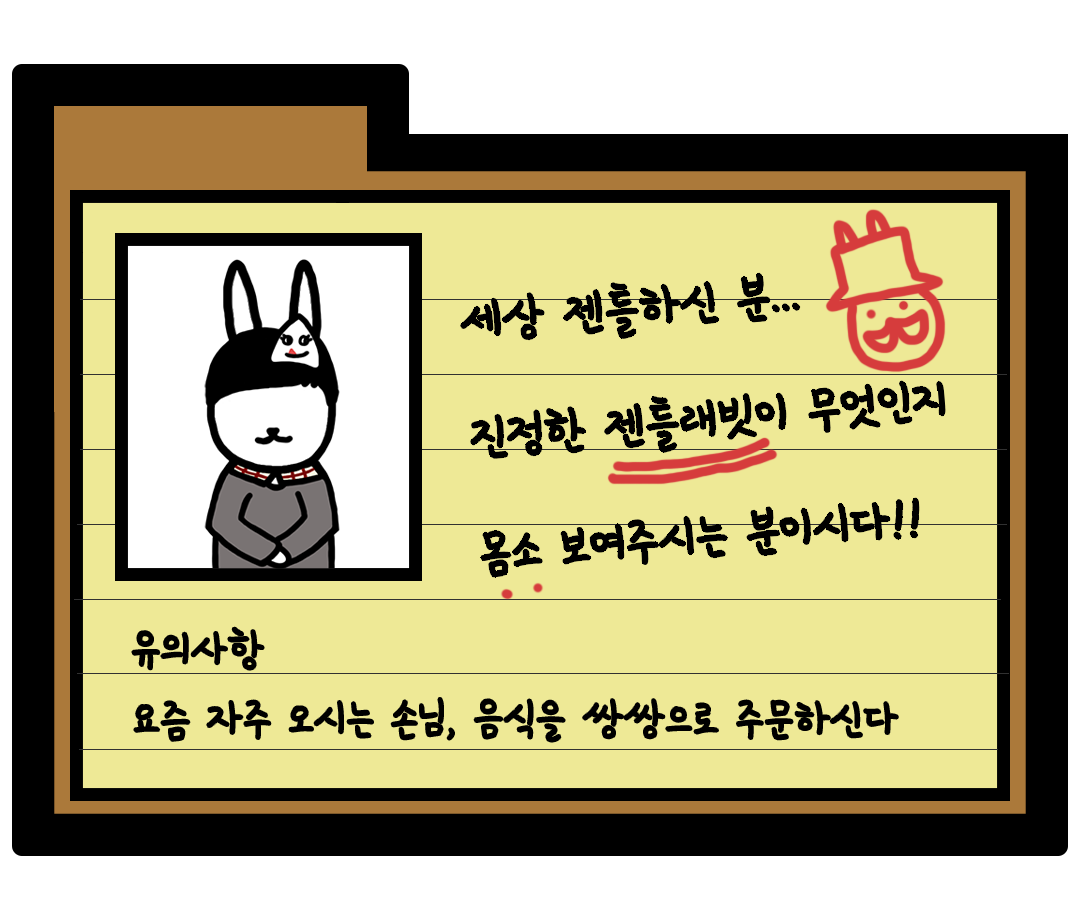 세상 젠틀하신 분...
진정한 젠틀래빗이 무엇인지
몸소 보여주시는 분이시다!!
유의사항
요즘 자주 오시는 손님, 음식을 쌍쌍으로 주문하신다